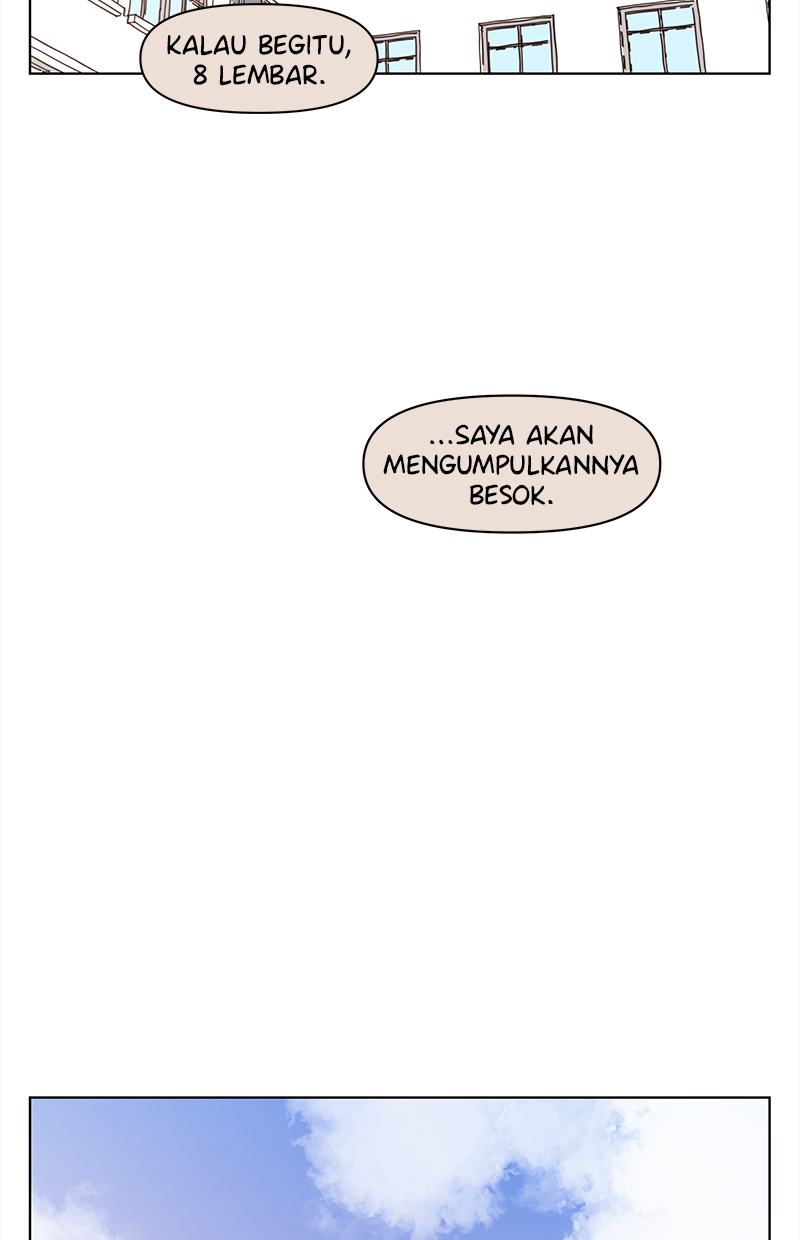 KALAU BEGITU,
8 LEMBAR.
...SAYA AKAN
MENGUMPULKANNYA
BESOK.